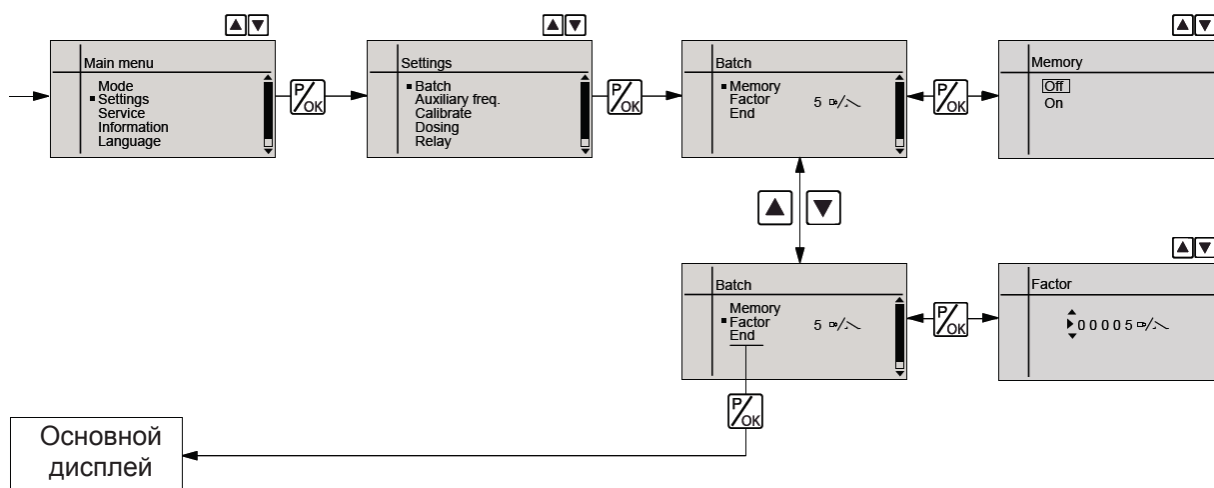 Main menu
Mode
Settings
Service
Information
Language
P/OK
Settings
Batch
Auxiliary freq.
Calibrate
Dosing
Relay
P/OK
Batch
Memory
Factor 5
End
P/OK
Memory
Off
On
Batch
Memory
Factor 5
End
P/OK
Factor
00005
P/OK
Основной
дисплей